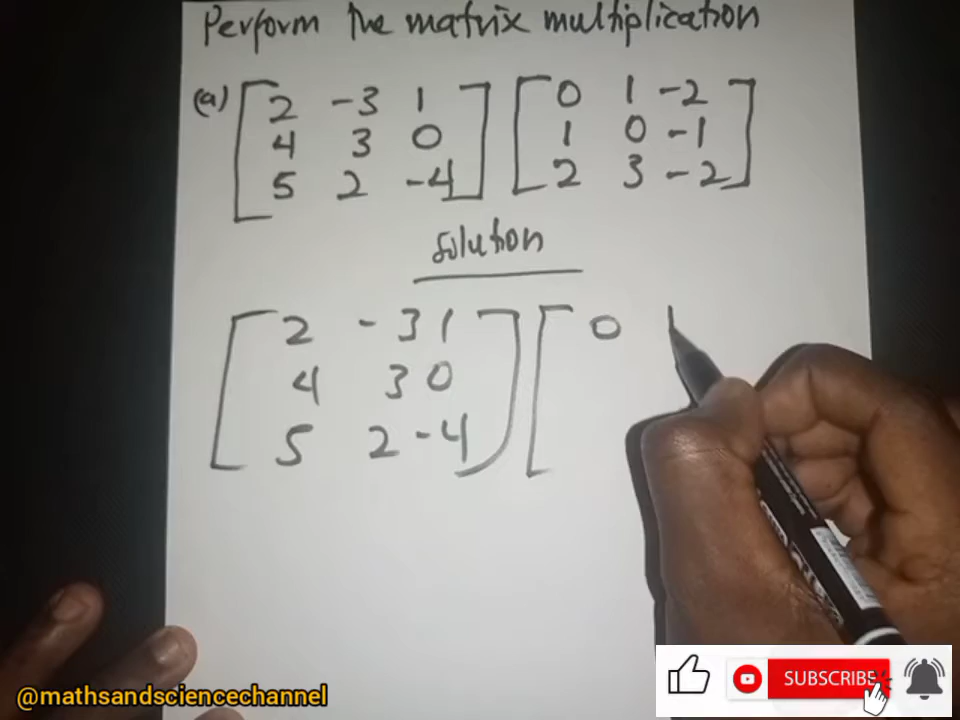 Perform the matrix multiplication
(a) [ 2 -3 1 ] [ 0 1 -2 ]
[ 4 3 0 ] [ 1 0 -1 ]
[ 5 2 -4 ] [ 2 3 -2 ]
solution
[ 2 -3 1 ] [ 0 1
[ 4 3 0 ] [
[ 5 2 -4 ] [
SUBSCRIBE
@mathsandsciencechannel